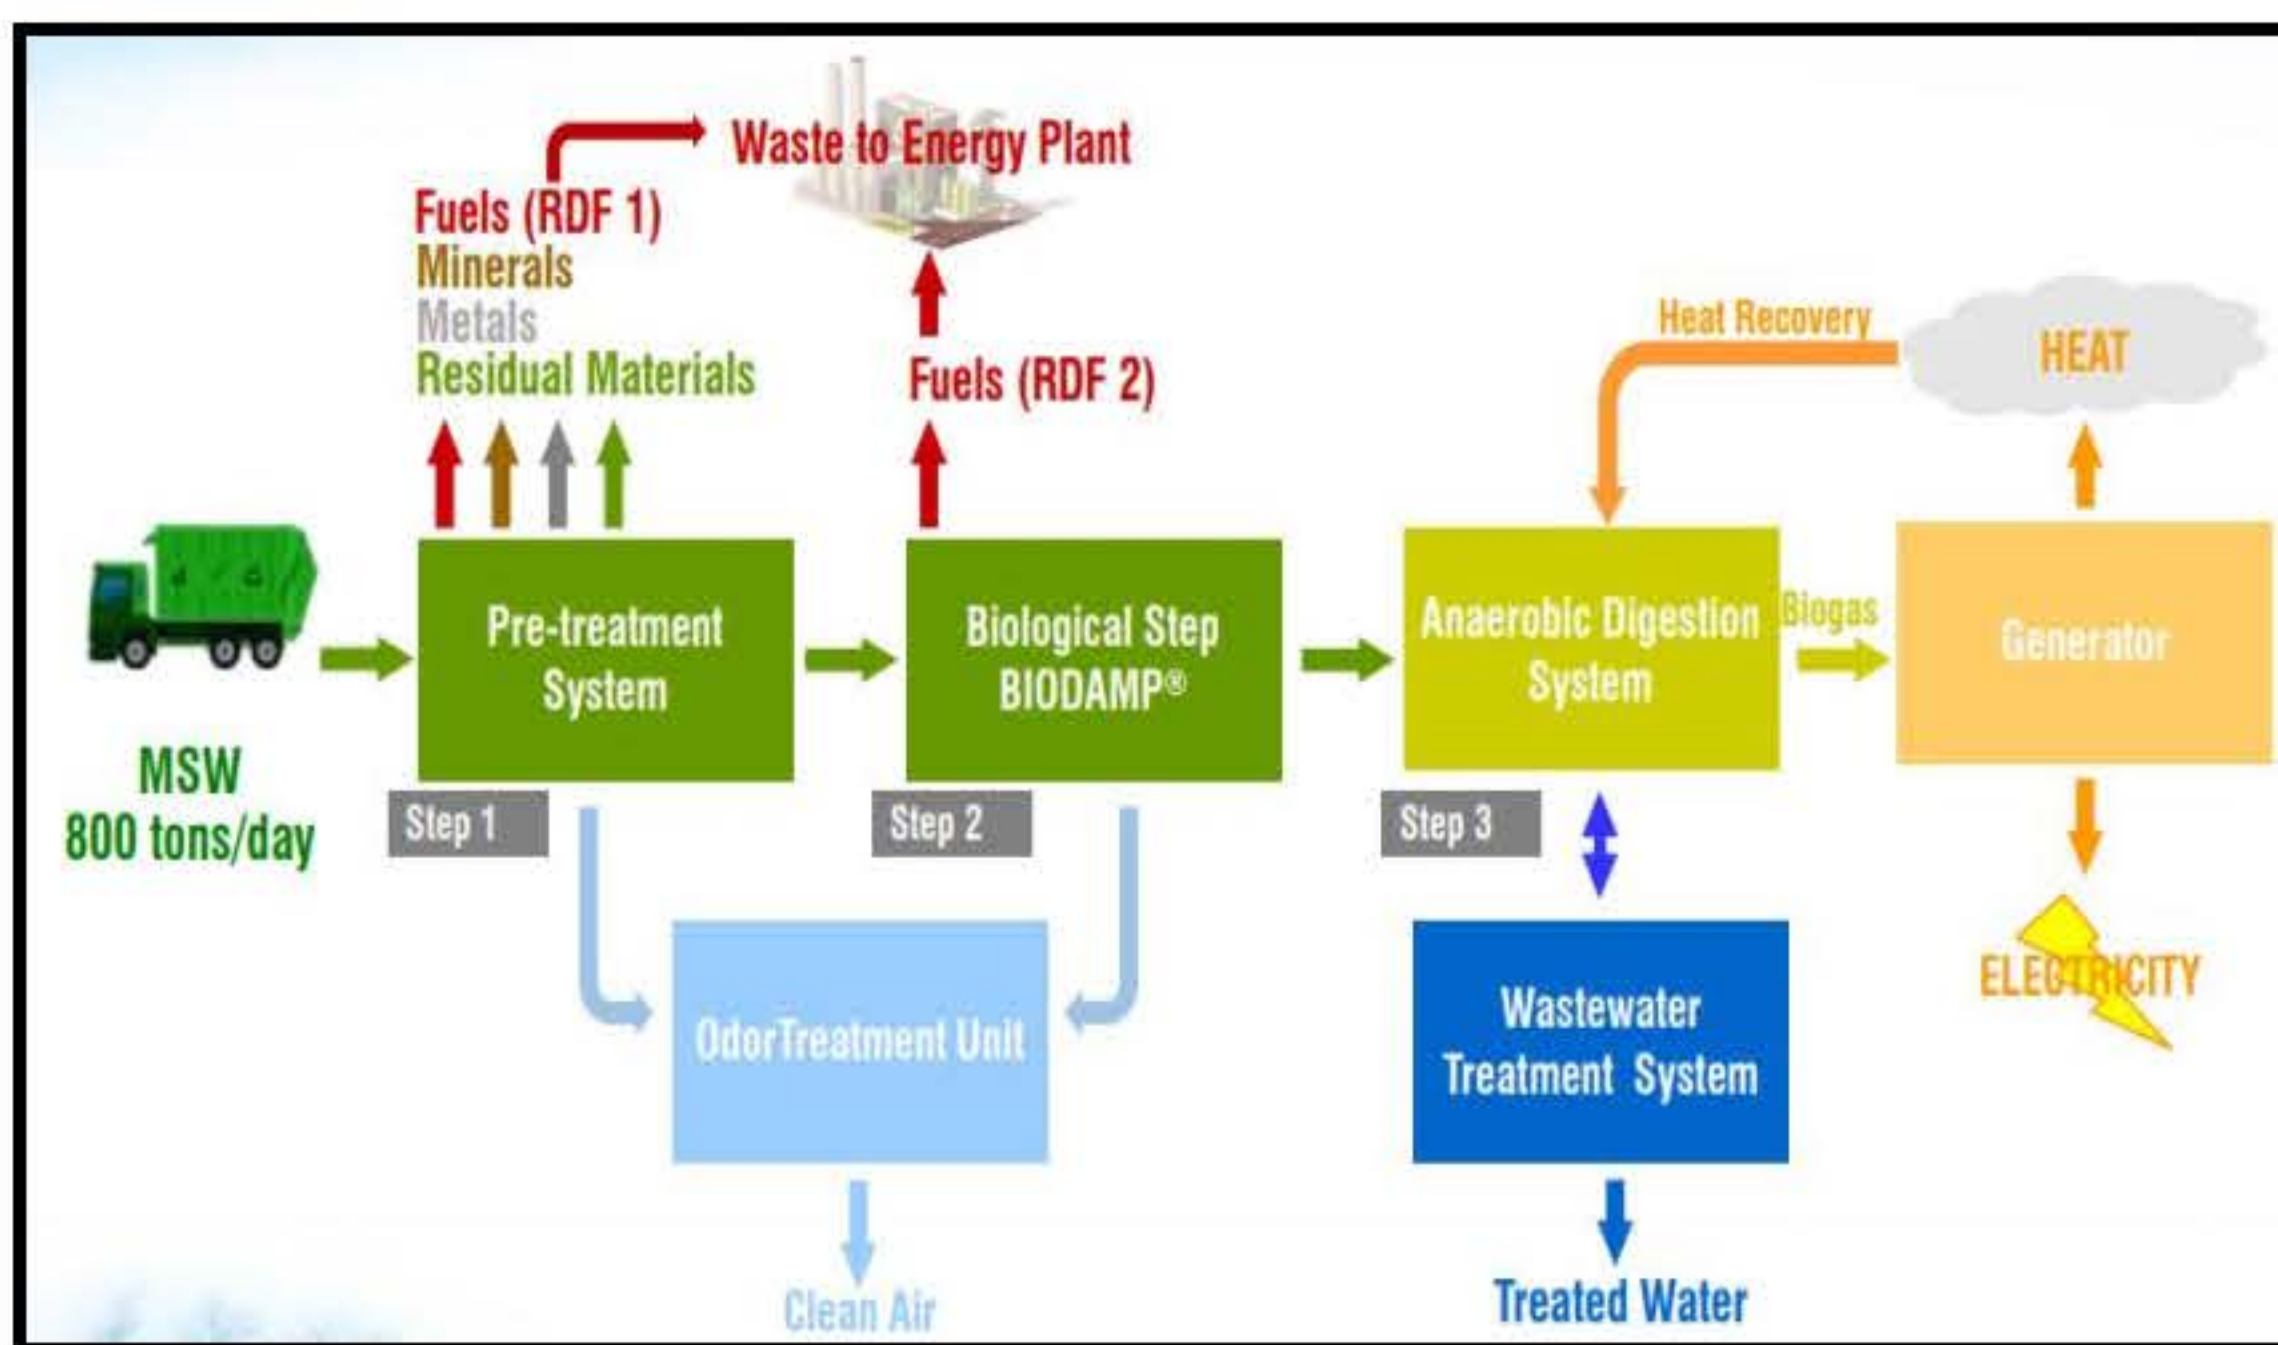 Waste to Energy Plant
Fuels (RDF 1)
Minerals
Metals
Residual Materials
Fuels (RDF 2)
Heat Recovery
HEAT
MSW
800 tons/day
Pre-treatment
System
Step 1
Biological Step
BIODAMP®
Step 2
Anaerobic Digestion
System
Step 3
Biogas
Generator
ELECTRICITY
OdorTreatment Unit
Clean Air
Wastewater
Treatment System
Treated Water